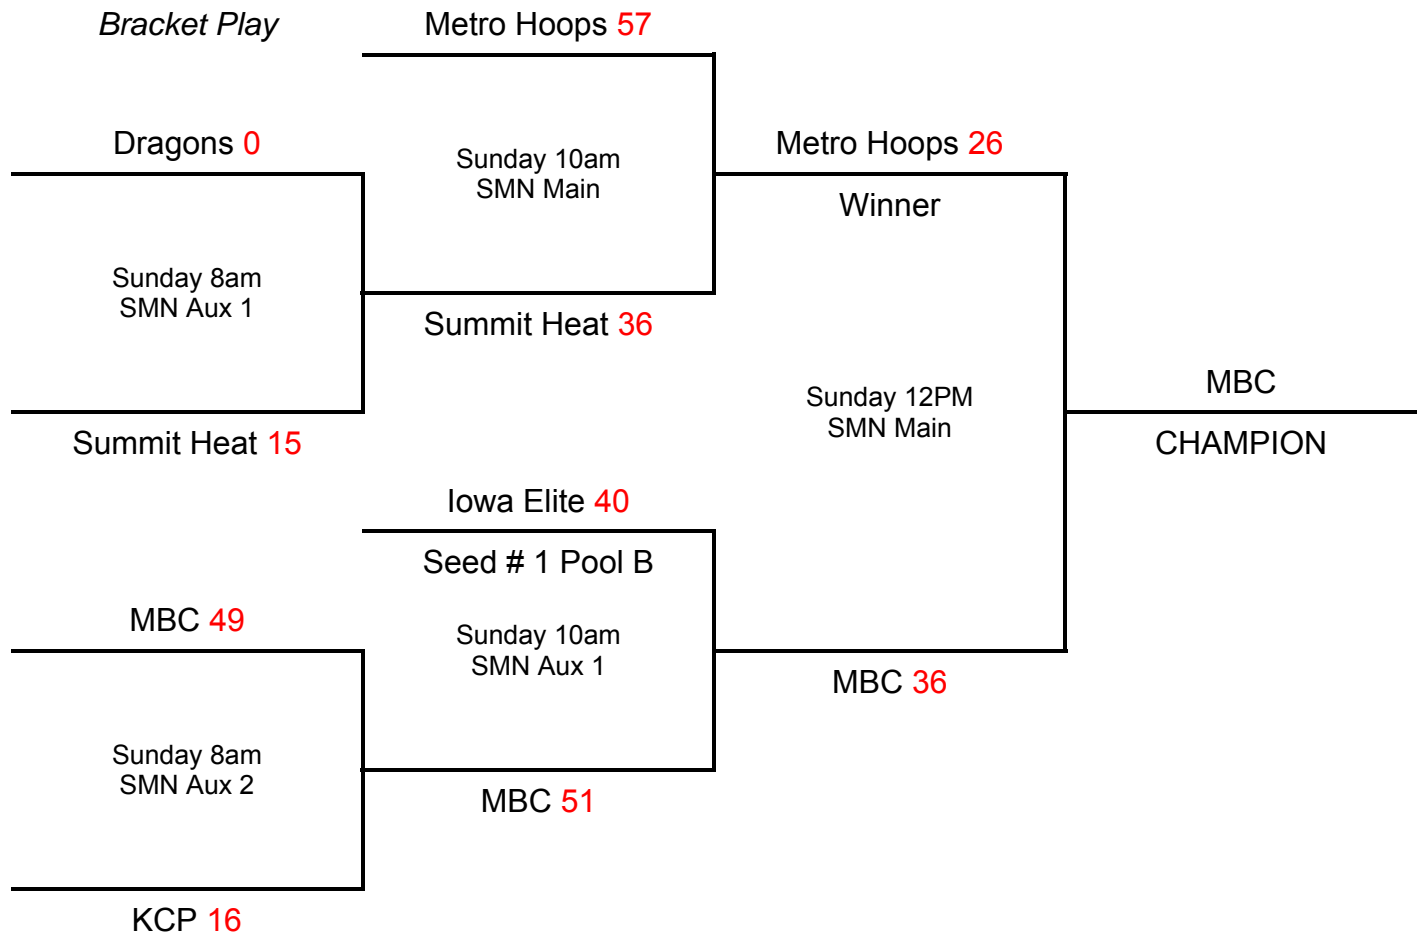 Bracket Play
Metro Hoops 57
Dragons 0
Sunday 10am
SMN Main
Metro Hoops 26
Winner
Sunday 8am
SMN Aux 1
Summit Heat 36
Summit Heat 15
Sunday 12PM
SMN Main
MBC
CHAMPION
Iowa Elite 40
Seed # 1 Pool B
MBC 49
Sunday 10am
SMN Aux 1
MBC 36
Sunday 8am
SMN Aux 2
MBC 51
KCP 16